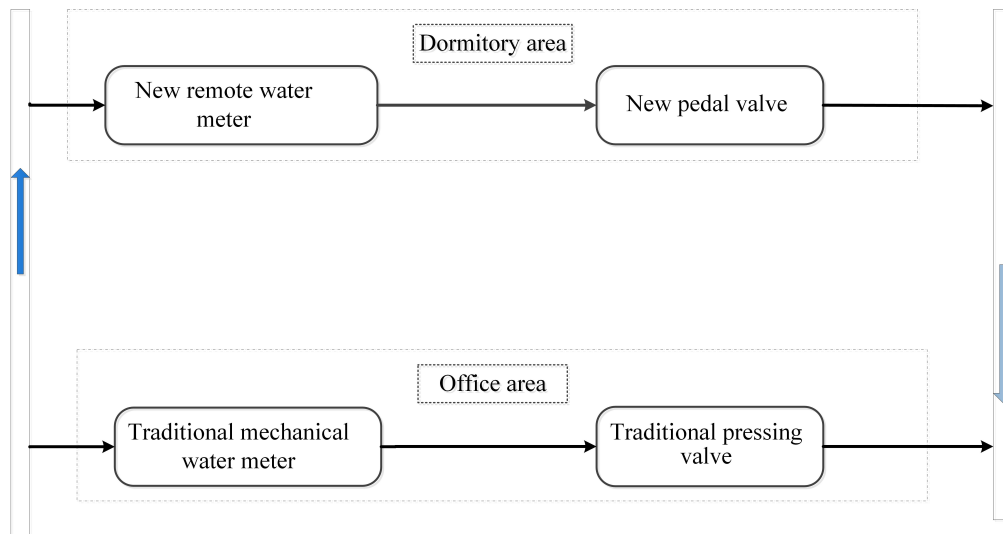 Dormitory area
New remote water
meter
New pedal valve
Office area
Traditional mechanical
water meter
Traditional pressing
valve